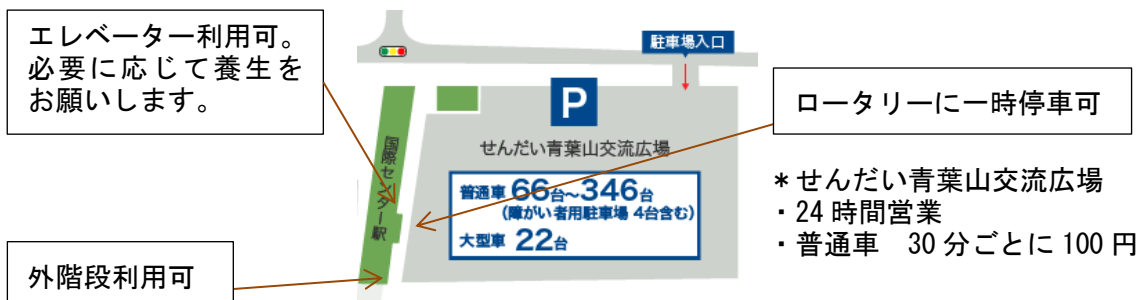 エレベーター利用可。
必要に応じて養生を
お願いします。
駐車場入口
P
ロータリーに一時停車可
せんだい青葉山交流広場
国際センター駅
普通車 66台～346台
(障がい者用駐車場 4台含む)
大型車 22台
＊せんだい青葉山交流広場
・24 時間営業
・普通車　30 分ごとに 100 円
外階段利用可